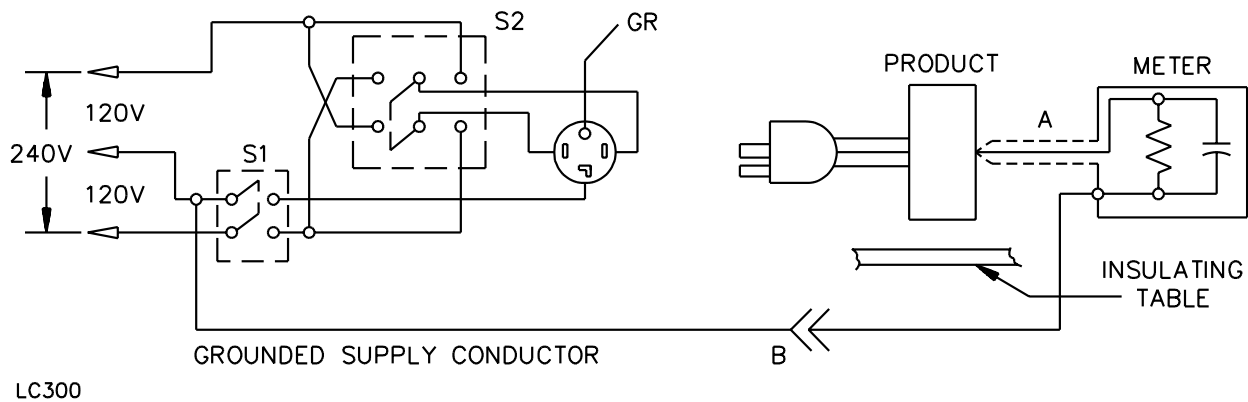 S2
GR
PRODUCT
METER
120V
A
240V
S1
120V
INSULATING
TABLE
GROUNDED SUPPLY CONDUCTOR
B
LC300